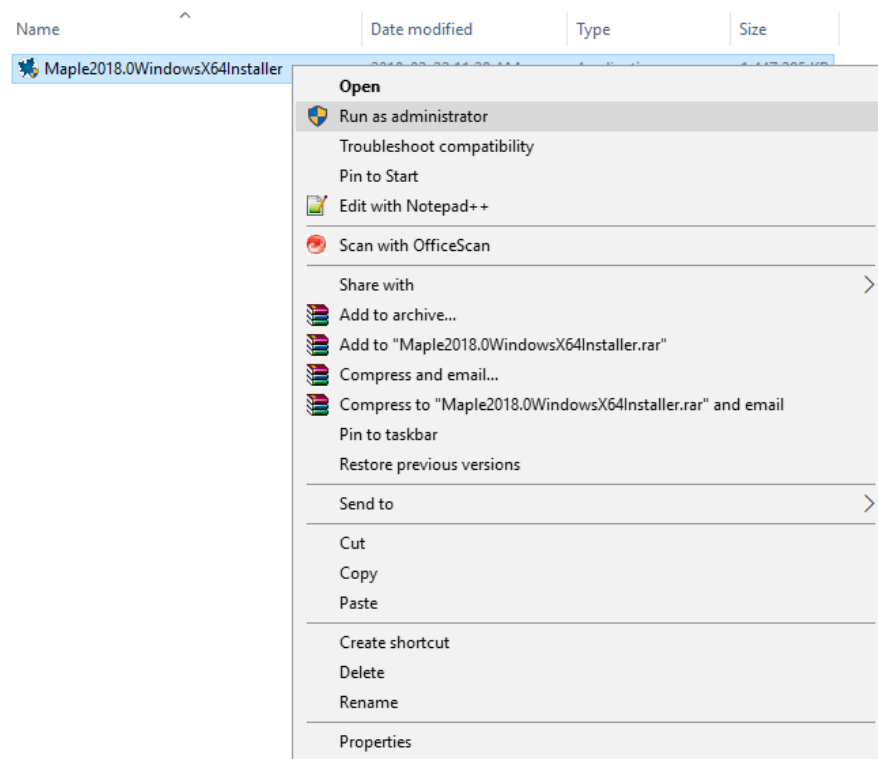 Name Date modified Type Size
Maple2018.0WindowsX64Installer
Open
Run as administrator
Troubleshoot compatibility
Pin to Start
Edit with Notepad++
Scan with OfficeScan
Share with
Add to archive...
Add to "Maple2018.0WindowsX64Installer.rar"
Compress and email...
Compress to "Maple2018.0WindowsX64Installer.rar" and email
Pin to taskbar
Restore previous versions
Send to
Cut
Copy
Paste
Create shortcut
Delete
Rename
Properties